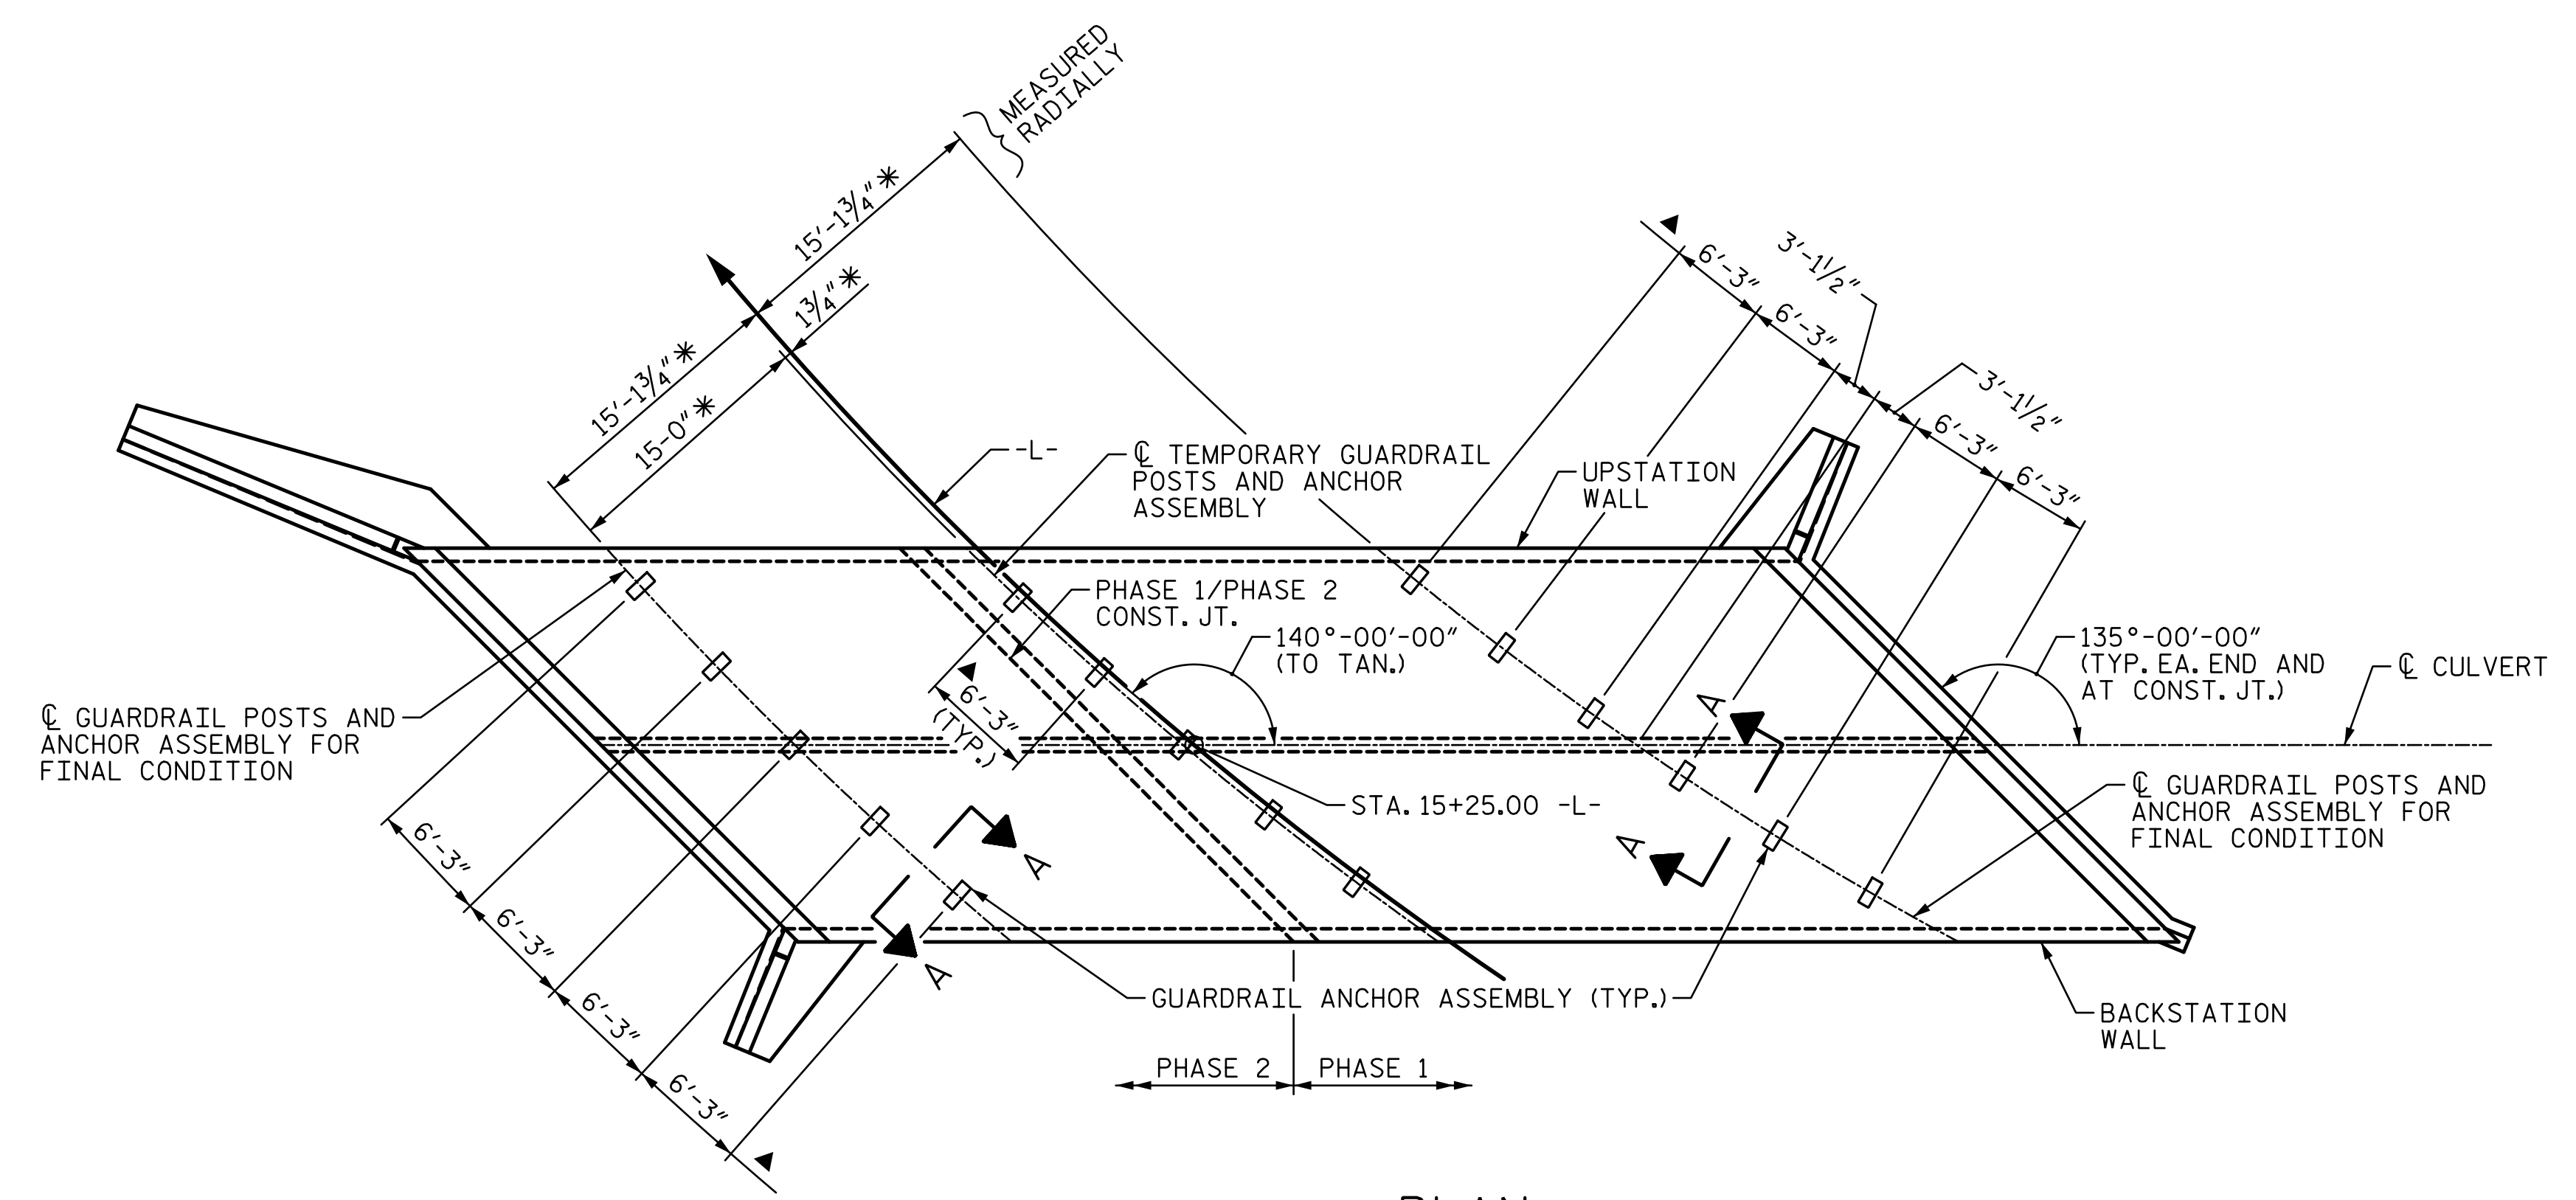 MEASURED
RADIALLY
15'-1¾"*
1¾"*
15'-1¾"*
15-0"*
6'-3"
6'-3"
3'-1½"
3'-1½"
6'-3"
6'-3"
-L-
℄ TEMPORARY GUARDRAIL
POSTS AND ANCHOR
ASSEMBLY
UPSTATION
WALL
PHASE 1/PHASE 2
CONST. JT.
140°-00'-00"
(TO TAN.)
135°-00'-00"
(TYP. EA. END AND
AT CONST. JT.)
℄ CULVERT
6'-3"
(TYP.)
℄ GUARDRAIL POSTS AND
ANCHOR ASSEMBLY FOR
FINAL CONDITION
STA. 15+25.00 -L-
A
A
A
A
℄ GUARDRAIL POSTS AND
ANCHOR ASSEMBLY FOR
FINAL CONDITION
6'-3"
6'-3"
6'-3"
6'-3"
GUARDRAIL ANCHOR ASSEMBLY (TYP.)
BACKSTATION
WALL
PHASE 2
PHASE 1